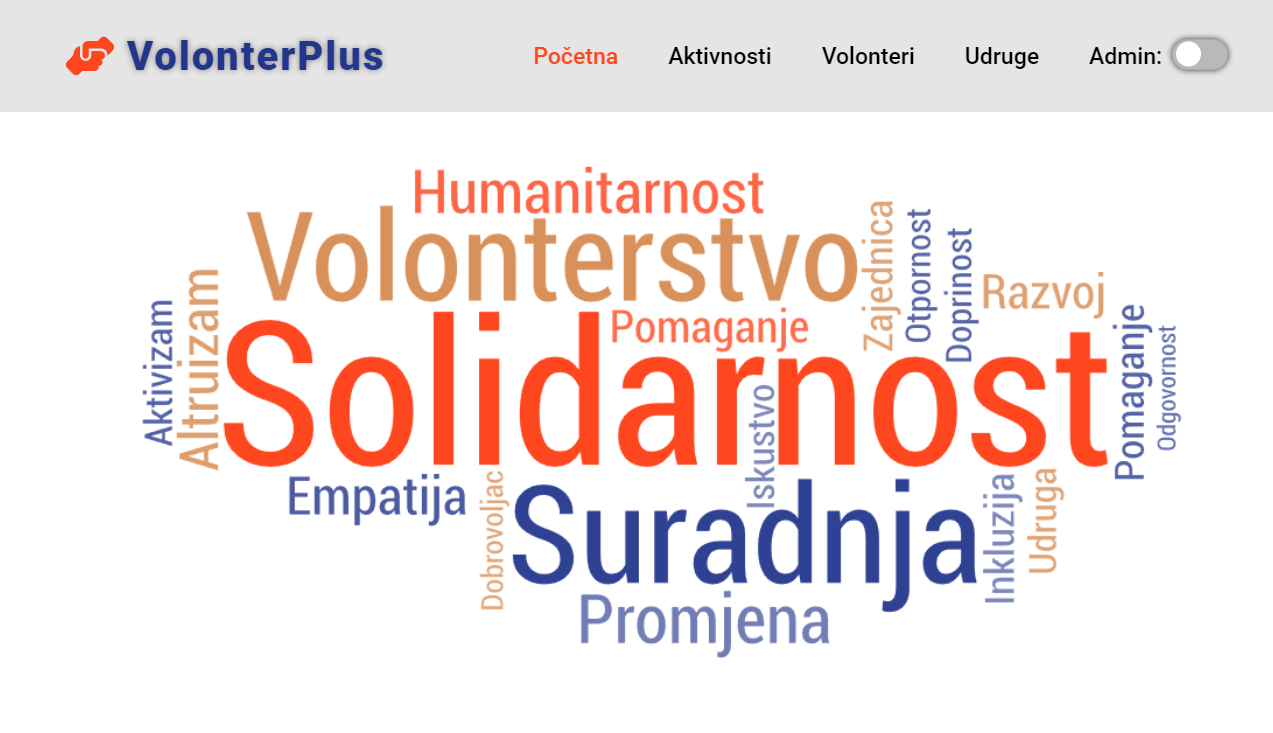 VolonterPlus
Početna
Aktivnosti
Volonteri
Udruge
Admin:
Humanitarnost
Volonterstvo
Zajednica
Otpornost
Doprinost
Razvoj
Aktivizam
Altruizam
Solidarnost
Pomaganje
Pomaganje
Odgovornost
Iskustvo
Empatija
Dobrovoljac
Suradnja
Inkluzija
Udruga
Promjena